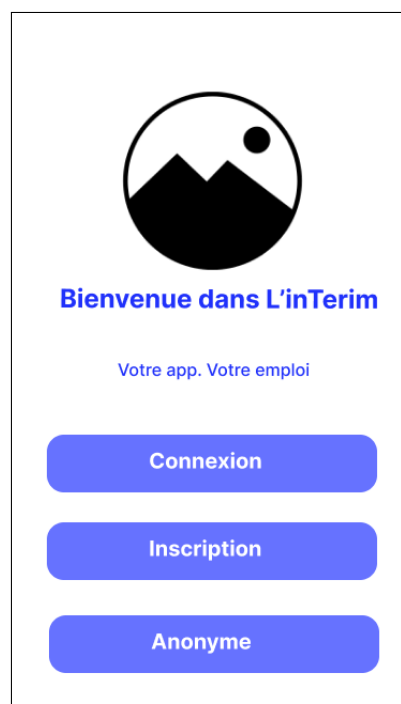 Bienvenue dans L’inTerim
Votre app. Votre emploi
Connexion
Inscription
Anonyme